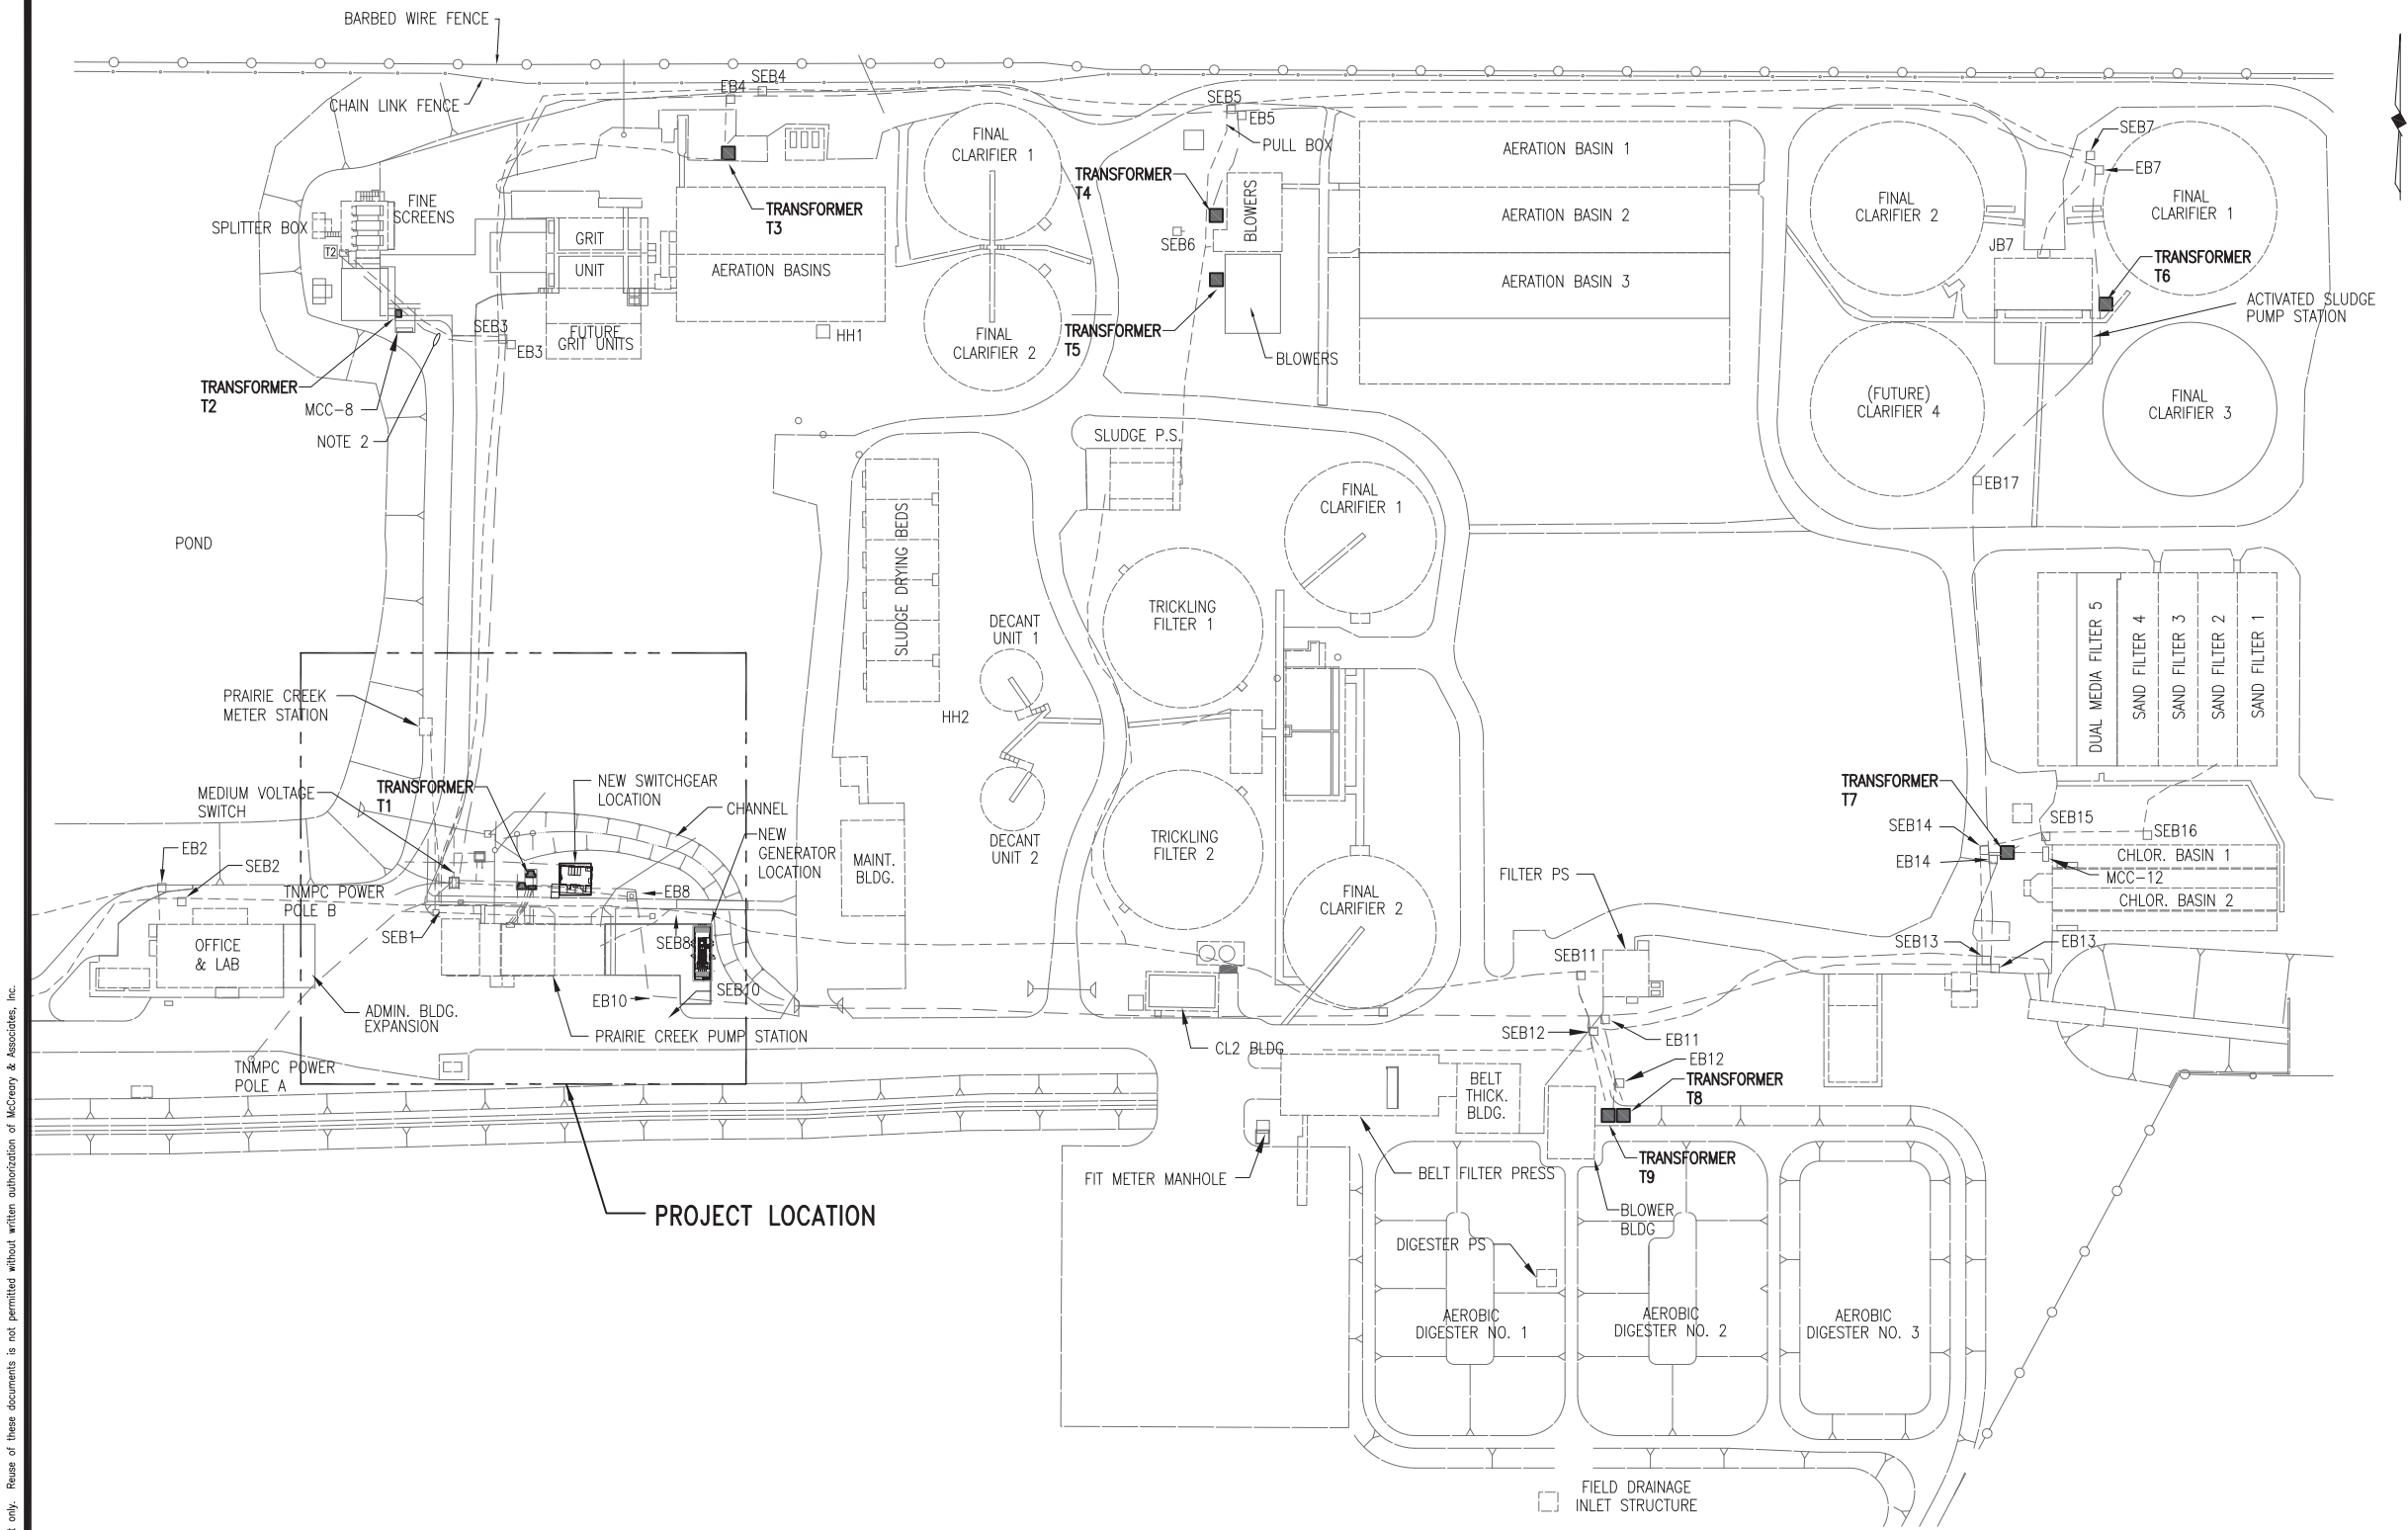 BARBED WIRE FENCE
CHAIN LINK FENCE
EB4
SEB4
SEB5
EB5
PULL BOX
SEB7
EB7
FINAL
CLARIFIER 1
AERATION BASIN 1
AERATION BASIN 2
AERATION BASIN 3
TRANSFORMER
T4
TRANSFORMER
T3
BLOWERS
FINAL
CLARIFIER 2
FINAL
CLARIFIER 1
FINE
SCREENS
SPLITTER BOX
T2
GRIT
UNIT
AERATION BASINS
SEB6
JB7
TRANSFORMER
T6
ACTIVATED SLUDGE
PUMP STATION
SEB3
EB3
FUTURE
GRIT UNITS
HH1
FINAL
CLARIFIER 2
TRANSFORMER
T5
BLOWERS
TRANSFORMER
T2
MCC-8
NOTE 2
(FUTURE)
CLARIFIER 4
FINAL
CLARIFIER 3
SLUDGE P.S.
EB17
POND
SLUDGE DRYING BEDS
FINAL
CLARIFIER 1
DECANT
UNIT 1
TRICKLING
FILTER 1
DUAL MEDIA FILTER 5
SAND FILTER 4
SAND FILTER 3
SAND FILTER 2
SAND FILTER 1
PRAIRIE CREEK
METER STATION
HH2
MEDIUM VOLTAGE
SWITCH
TRANSFORMER
T1
NEW SWITCHGEAR
LOCATION
CHANNEL
NEW
GENERATOR
LOCATION
DECANT
UNIT 2
TRICKLING
FILTER 2
MAINT.
BLDG.
TRANSFORMER
T7
SEB14
EB14
SEB15
SEB16
CHLOR. BASIN 1
MCC-12
CHLOR. BASIN 2
EB2
SEB2
TNMPC POWER
POLE B
EB8
SEB1
SEB8
FINAL
CLARIFIER 2
FILTER PS
SEB13
EB13
OFFICE
& LAB
SEB11
EB10
SEB10
ADMIN. BLDG.
EXPANSION
PRAIRIE CREEK PUMP STATION
CL2 BLDG
SEB12
EB11
EB12
TNMPC POWER
POLE A
BELT
THICK.
BLDG.
TRANSFORMER
T8
TRANSFORMER
T9
FIT METER MANHOLE
BELT FILTER PRESS
BLOWER
BLDG
PROJECT LOCATION
DIGESTER PS
AEROBIC
DIGESTER NO. 1
AEROBIC
DIGESTER NO. 2
AEROBIC
DIGESTER NO. 3
FIELD DRAINAGE
INLET STRUCTURE
only. Reuse of these documents is not permitted without written authorization of McCreary & Associates, Inc.